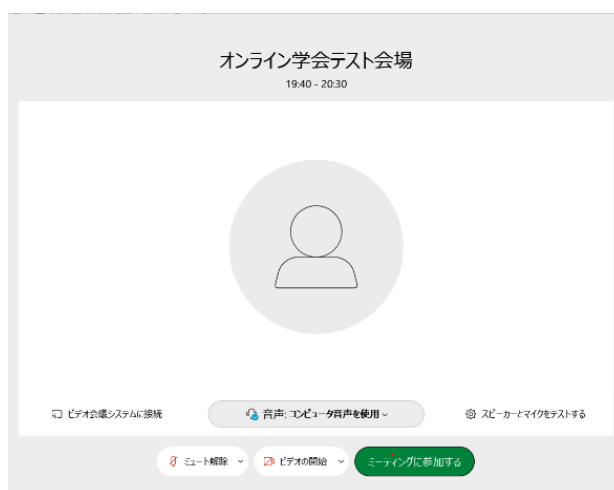 オンライン学会テスト会場
19:40 - 20:30
ビデオ会議システムに接続
音声: コンピュータ音声を使用
スピーカーとマイクをテストする
ミュート解除
ビデオの開始
ミーティングに参加する